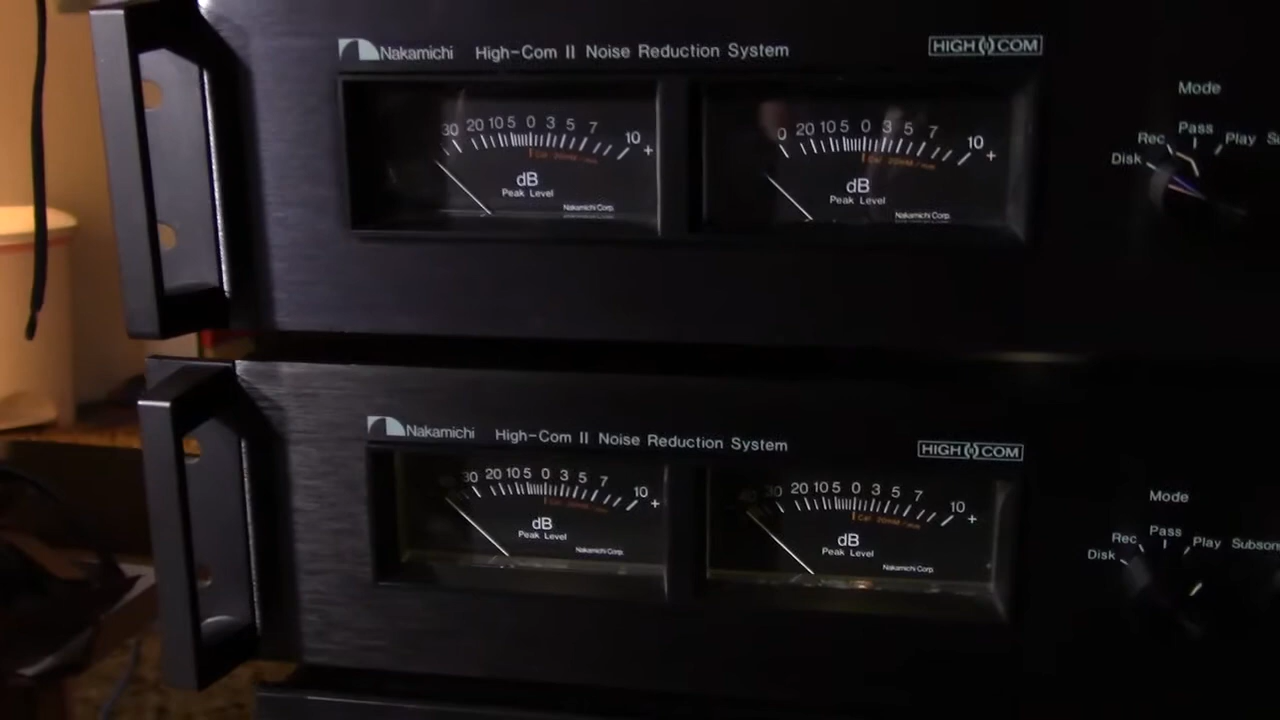 Nakamichi High-Com II Noise Reduction System HIGH COM
30 20 10 5 0 3 5 7 10 +
dB
Peak Level
Nakamichi Corp.
0 20 10 5 0 3 5 7 10 +
dB
Peak Level
Nakamichi Corp.
Mode
Disk Rec Pass Play
Nakamichi High-Com II Noise Reduction System HIGH COM
30 20 10 5 0 3 5 7 10 +
dB
Peak Level
Nakamichi Corp.
40 30 20 10 5 0 3 5 7 10 +
Cal
dB
Peak Level
Nakamichi Corp.
Mode
Disk Rec Pass Play Subson